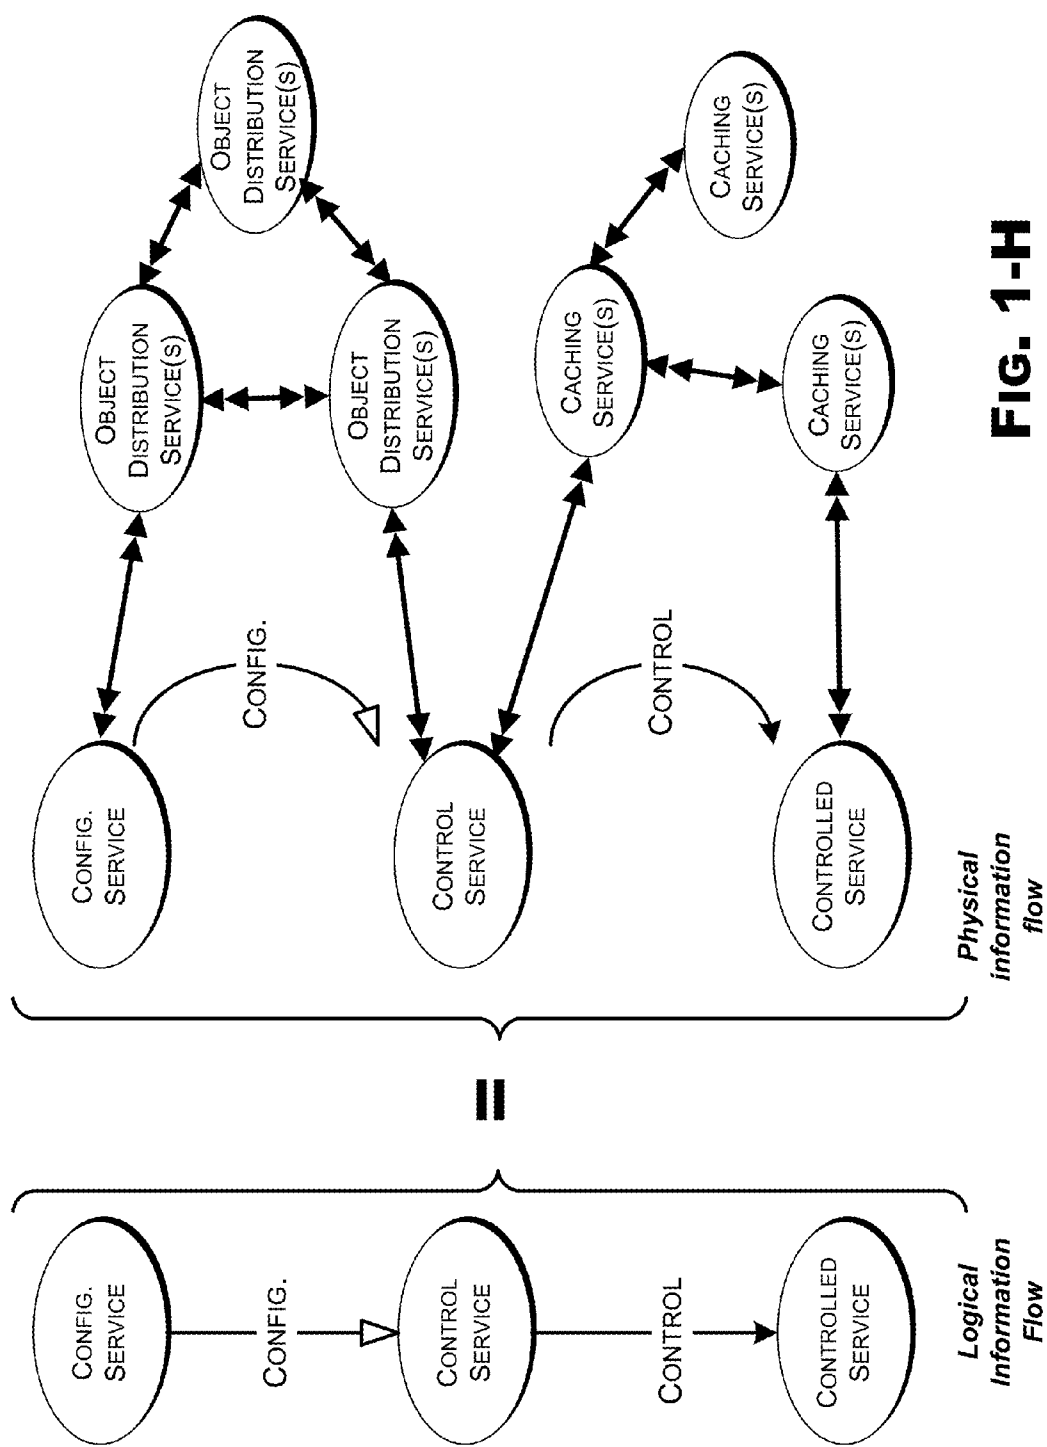 CONFIG.
SERVICE
CONFIG.
CONTROL
SERVICE
CONTROL
CONTROLLED
SERVICE
Logical
Information
Flow
=
CONFIG.
SERVICE
CONFIG.
CONTROL
SERVICE
CONTROL
CONTROLLED
SERVICE
Physical
information
flow
OBJECT
DISTRIBUTION
SERVICE(S)
OBJECT
DISTRIBUTION
SERVICE(S)
OBJECT
DISTRIBUTION
SERVICE(S)
CACHING
SERVICE(S)
CACHING
SERVICE(S)
CACHING
SERVICE(S)
FIG. 1-H